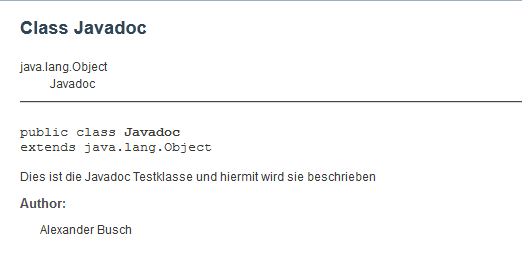 Class Javadoc
java.lang.Object
Javadoc
public class Javadoc
extends java.lang.Object
Dies ist die Javadoc Testklasse und hiermit wird sie beschrieben
Author:
Alexander Busch